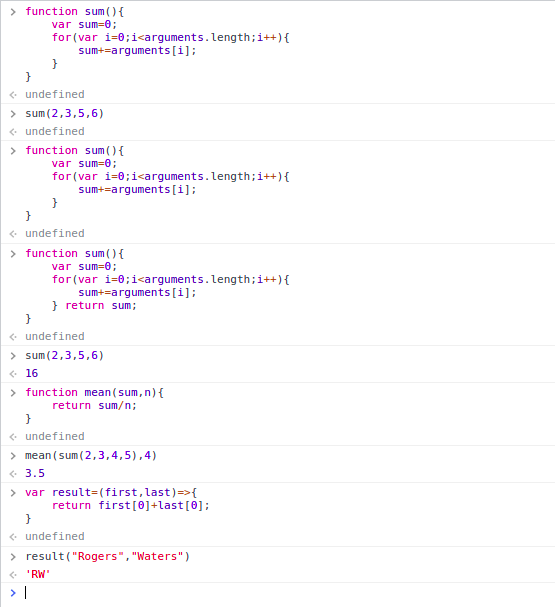 > function sum(){
    var sum=0;
    for(var i=0;i<arguments.length;i++){
        sum+=arguments[i];
    }
}
<· undefined
> sum(2,3,5,6)
<· undefined
> function sum(){
    var sum=0;
    for(var i=0;i<arguments.length;i++){
        sum+=arguments[i];
    }
}
<· undefined
> function sum(){
    var sum=0;
    for(var i=0;i<arguments.length;i++){
        sum+=arguments[i];
    } return sum;
}
<· undefined
> sum(2,3,5,6)
<· 16
> function mean(sum,n){
    return sum/n;
}
<· undefined
> mean(sum(2,3,4,5),4)
<· 3.5
> var result=(first,last)=>{
    return first[0]+last[0];
}
<· undefined
> result("Rogers","Waters")
<· 'RW'
>